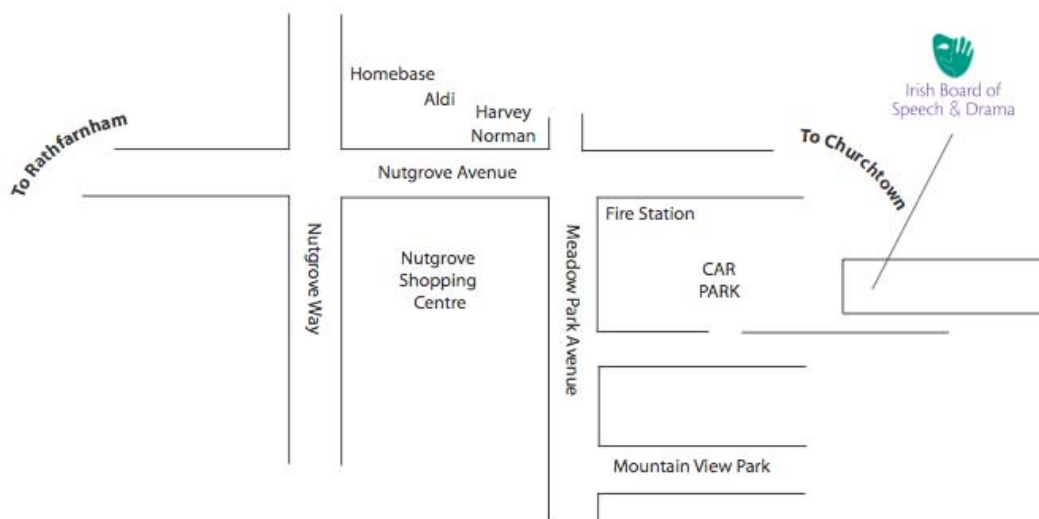 Homebase
Aldi
Harvey
Norman
Irish Board of
Speech & Drama
To Rathfarnham
To Churchtown
Nutgrove Avenue
Fire Station
Nutgrove Way
Nutgrove
Shopping
Centre
Meadow Park Avenue
CAR
PARK
Mountain View Park